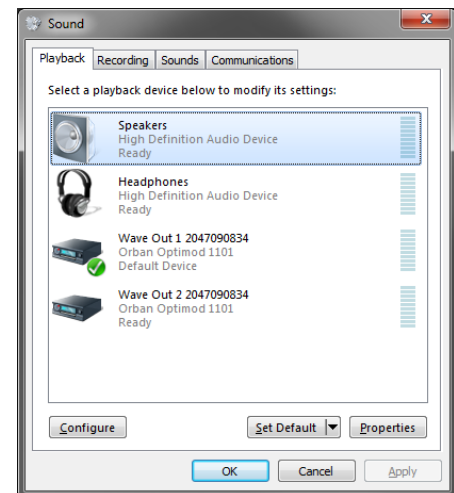 Sound
Playback Recording Sounds Communications
Select a playback device below to modify its settings:
Speakers
High Definition Audio Device
Ready
Headphones
High Definition Audio Device
Ready
Wave Out 1 2047090834
Orban Optimod 1101
Default Device
Wave Out 2 2047090834
Orban Optimod 1101
Ready
Configure Set Default Properties
OK Cancel Apply